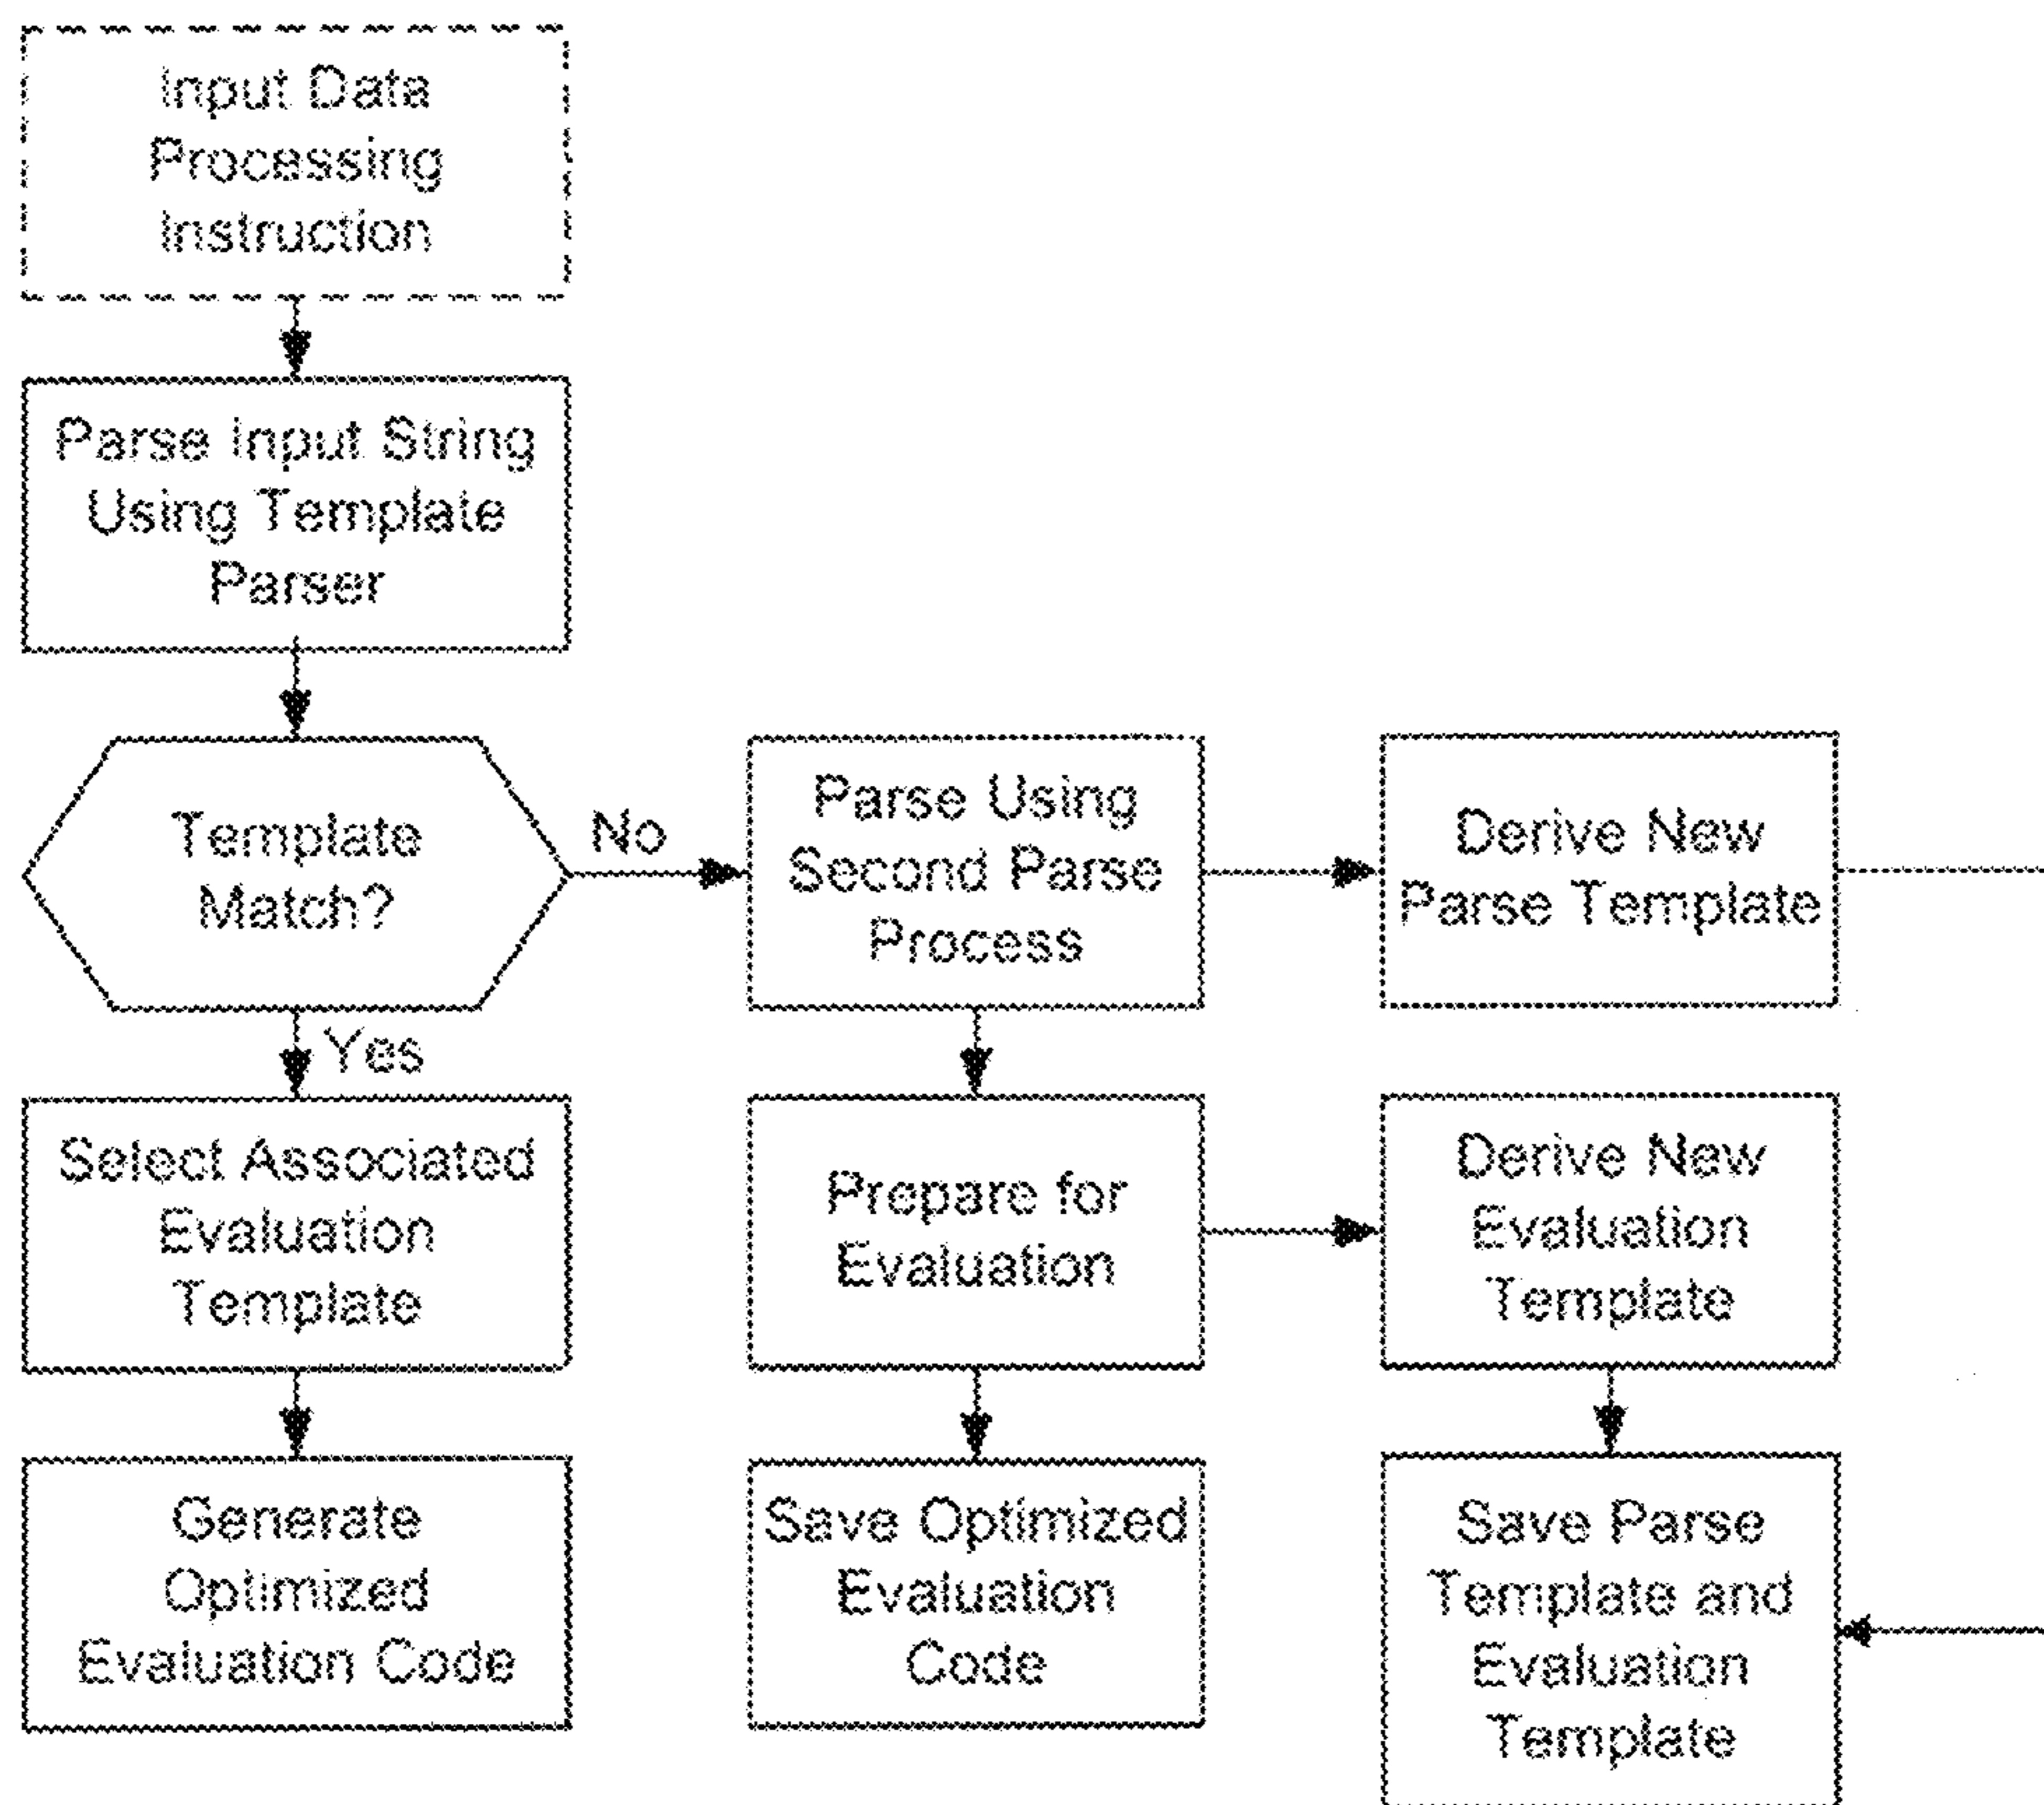 Input Data
Processing
Instruction
Parse Input String
Using Template
Parser
Template
Match?
No
Yes
Parse Using
Second Parse
Process
Derive New
Parse Template
Select Associated
Evaluation
Template
Prepare for
Evaluation
Derive New
Evaluation
Template
Generate
Optimized
Evaluation Code
Save Optimized
Evaluation
Code
Save Parse
Template and
Evaluation
Template